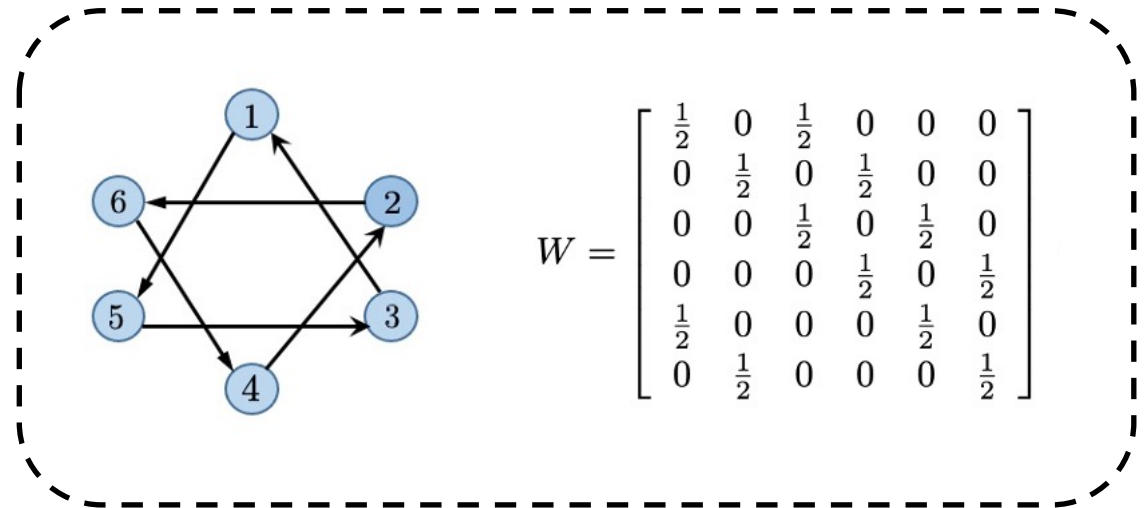 1
6
2
5
3
4
W = [ 1/2 0 1/2 0 0 0
0 1/2 0 1/2 0 0
0 0 1/2 0 1/2 0
0 0 0 1/2 0 1/2
1/2 0 0 0 1/2 0
0 1/2 0 0 0 1/2 ]